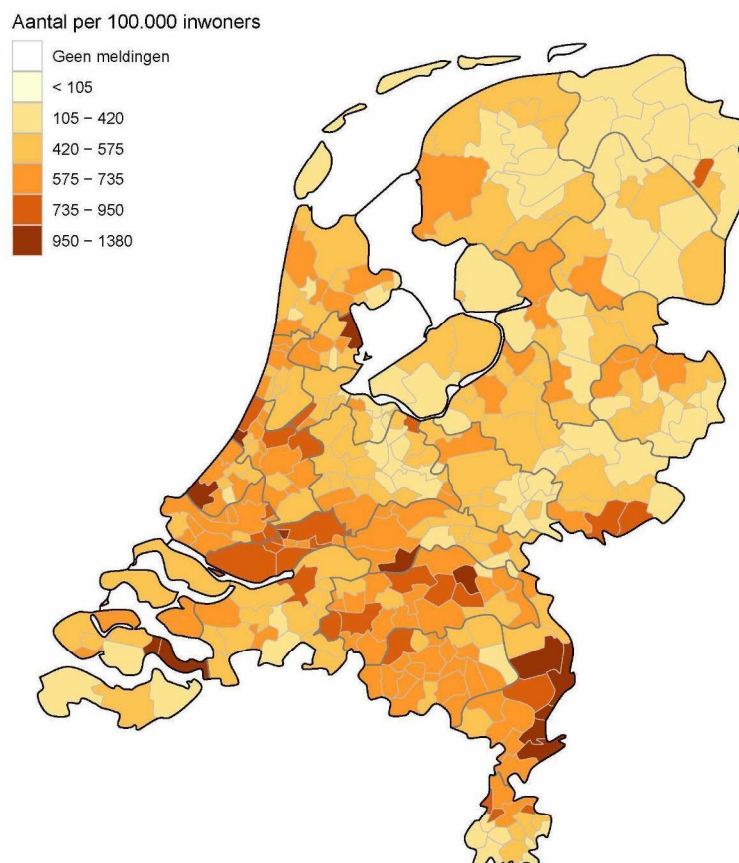 Aantal per 100.000 inwoners
Geen meldingen
< 105
105 – 420
420 – 575
575 – 735
735 – 950
950 – 1380